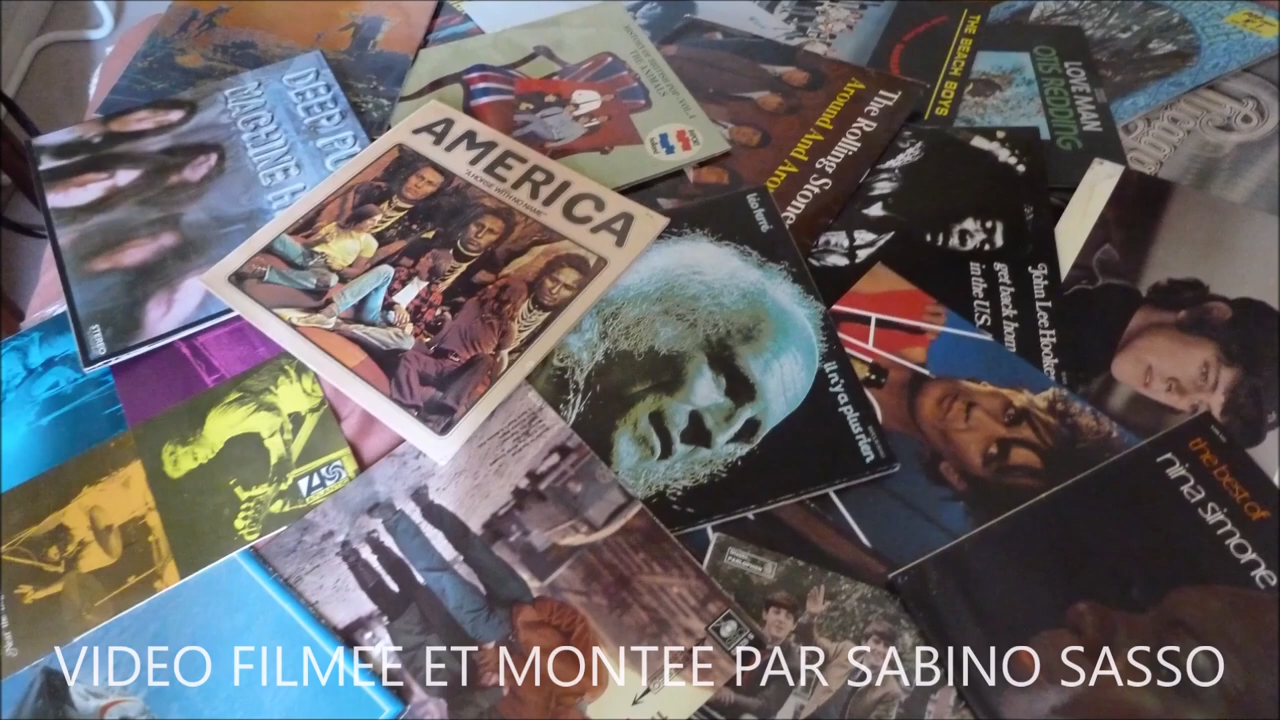 DEEP PU
MACHINE H
STEREO
AMERICA
"A HORSE WITH NO NAME"
The Rolling Stone
Around And Aro
THE BEACH BOYS
LOVE MAN
OTIS REDDING
Chicago
léo ferré
il n'y a plus rien
John Lee Hooker
get back home
in the U.S.
the best of
nina simone
VIDEO FILMEE ET MONTEE PAR SABINO SASSO